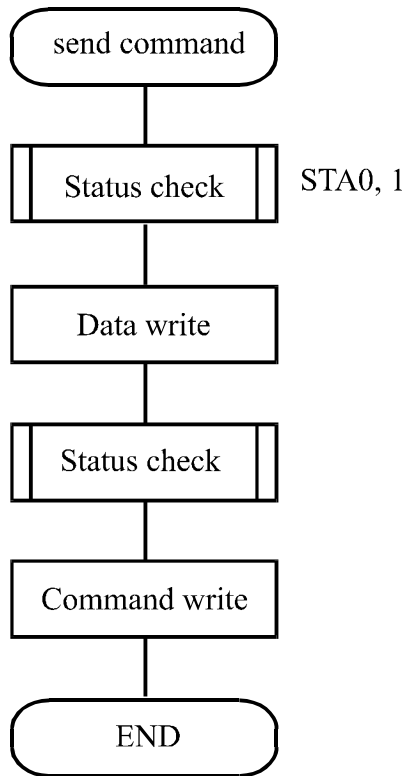 send command
Status check
STA0, 1
Data write
Status check
Command write
END